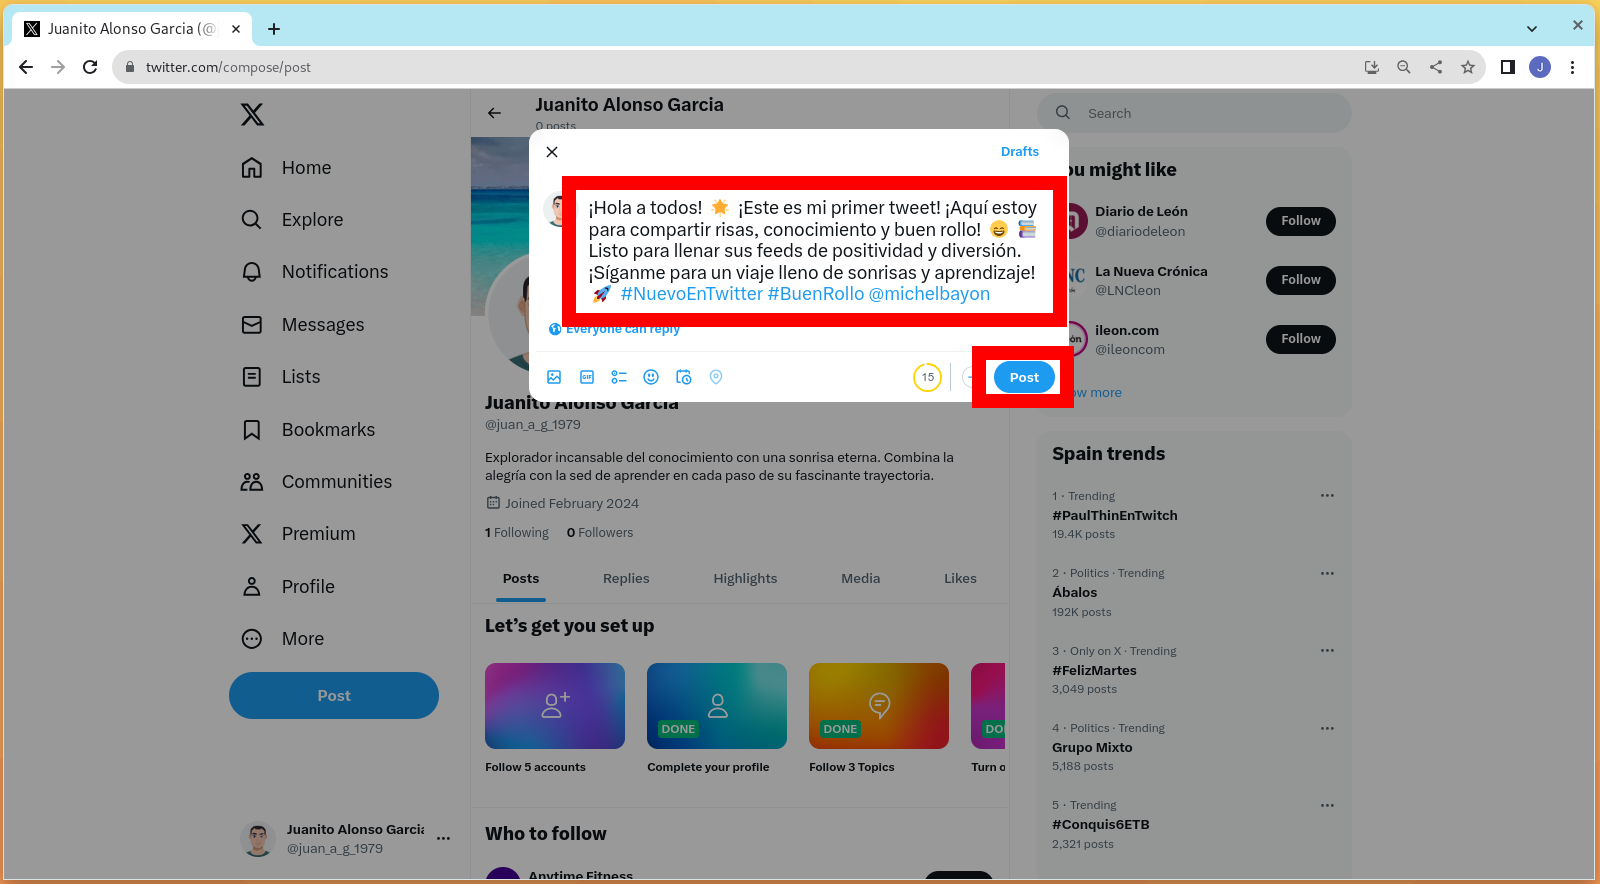 Juanito Alonso Garcia (@
twitter.com/compose/post
J
Home
Explore
Notifications
Messages
Lists
Bookmarks
Communities
Premium
Profile
More
Post
Juanito Alonso Garcia
@juan_a_g_1979
Juanito Alonso Garcia
0 posts
Drafts
¡Hola a todos! 🌟 ¡Este es mi primer tweet! ¡Aquí estoy
para compartir risas, conocimiento y buen rollo! 😄 📚
Listo para llenar sus feeds de positividad y diversión.
¡Síganme para un viaje lleno de sonrisas y aprendizaje!
🚀 #NuevoEnTwitter #BuenRollo @michelbayon
Everyone can reply
GIF
15
Post
Juanito Alonso Garcia
@juan_a_g_1979
Explorador incansable del conocimiento con una sonrisa eterna. Combina la
alegría con la sed de aprender en cada paso de su fascinante trayectoria.
Joined February 2024
1 Following 0 Followers
Posts Replies Highlights Media Likes
Let's get you set up
DONE
DONE
DO
Follow 5 accounts
Complete your profile
Follow 3 Topics
Turn o
Who to follow
Anytime Fitness
Search
ou might like
Diario de León
@diariodeleon
Follow
La Nueva Crónica
@LNCleon
Follow
ileon.com
@ileoncom
Follow
ow more
Spain trends
1 · Trending
#PaulThinEnTwitch
19.4K posts
2 · Politics · Trending
Ábalos
192K posts
3 · Only on X · Trending
#FelizMartes
3,049 posts
4 · Politics · Trending
Grupo Mixto
5,188 posts
5 · Trending
#Conquis6ETB
2,321 posts